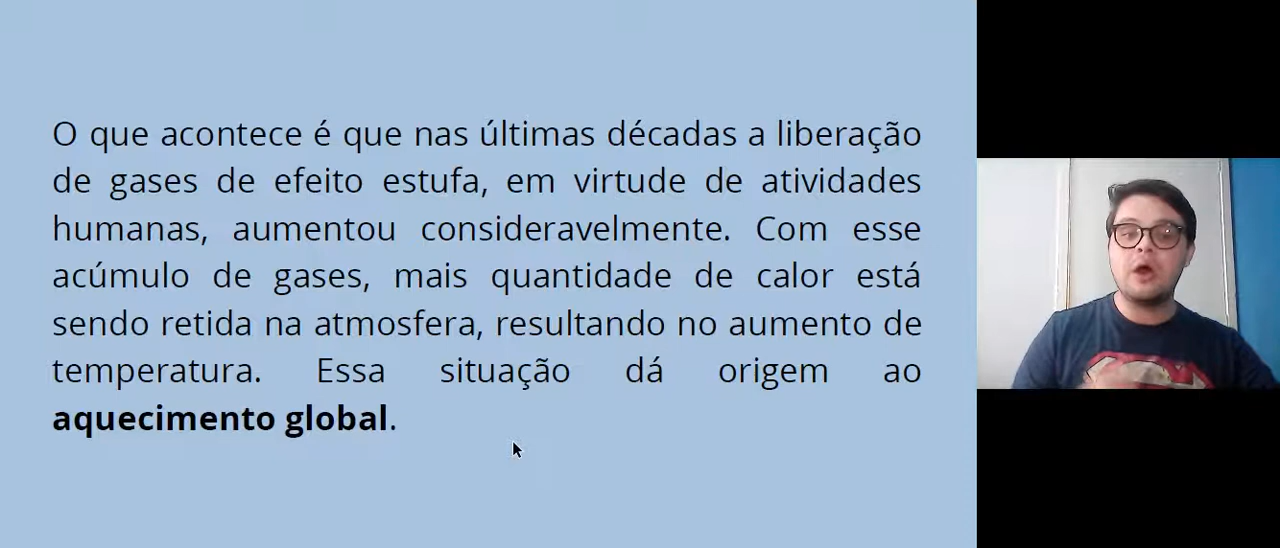 O que acontece é que nas últimas décadas a liberação
de gases de efeito estufa, em virtude de atividades
humanas, aumentou consideravelmente. Com esse
acúmulo de gases, mais quantidade de calor está
sendo retida na atmosfera, resultando no aumento de
temperatura. Essa situação dá origem ao
aquecimento global.